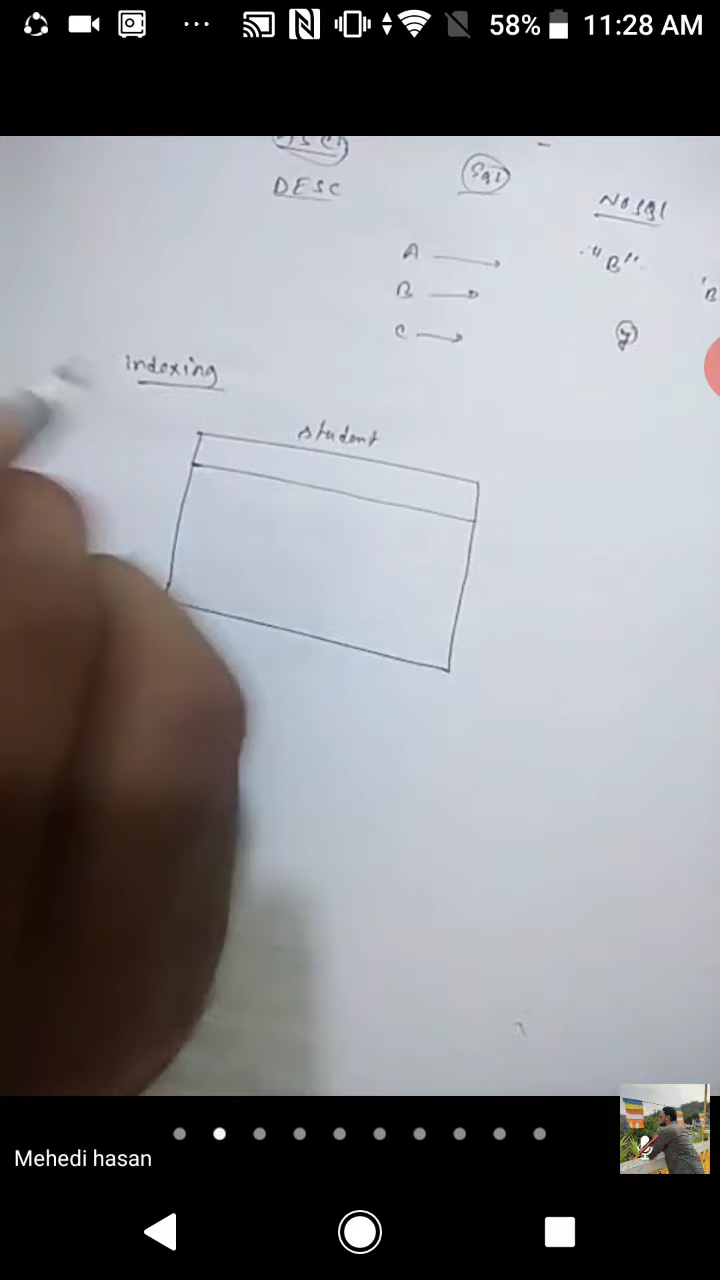 58% 11:28 AM
DESC
Sql
NOSQl
A
"B"
B
'B
C
Indexing
student
Mehedi hasan